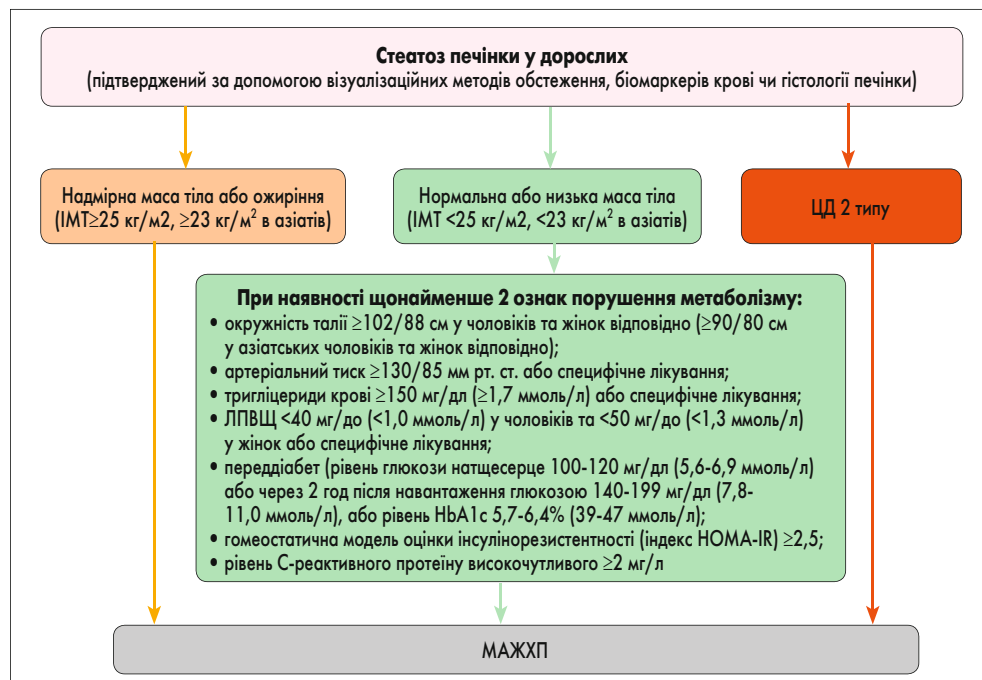 Стеатоз печінки у дорослих
(підтверджений за допомогою візуалізаційних методів обстеження, біомаркерів крові чи гістології печінки)
Надмірна маса тіла або ожиріння
(ІМТ≥25 кг/м2, ≥23 кг/м² в азіатів)
Нормальна або низька маса тіла
(ІМТ <25 кг/м2, <23 кг/м² в азіатів)
ЦД 2 типу
При наявності щонайменше 2 ознак порушення метаболізму:
• окружність талії ≥102/88 см у чоловіків та жінок відповідно (≥90/80 см
у азіатських чоловіків та жінок відповідно);
• артеріальний тиск ≥130/85 мм рт. ст. або специфічне лікування;
• тригліцериди крові ≥150 мг/дл (≥1,7 ммоль/л) або специфічне лікування;
• ЛПВЩ <40 мг/до (<1,0 ммоль/л) у чоловіків та <50 мг/до (<1,3 ммоль/л)
у жінок або специфічне лікування;
• переддіабет (рівень глюкози натщесерце 100-120 мг/дл (5,6-6,9 ммоль/л)
або через 2 год після навантаження глюкозою 140-199 мг/дл (7,8-
11,0 ммоль/л), або рівень HbA1c 5,7-6,4% (39-47 ммоль/л);
• гомеостатична модель оцінки інсулінорезистентності (індекс HOMA-IR) ≥2,5;
• рівень С-реактивного протеїну високочутливого ≥2 мг/л
МАЖХП